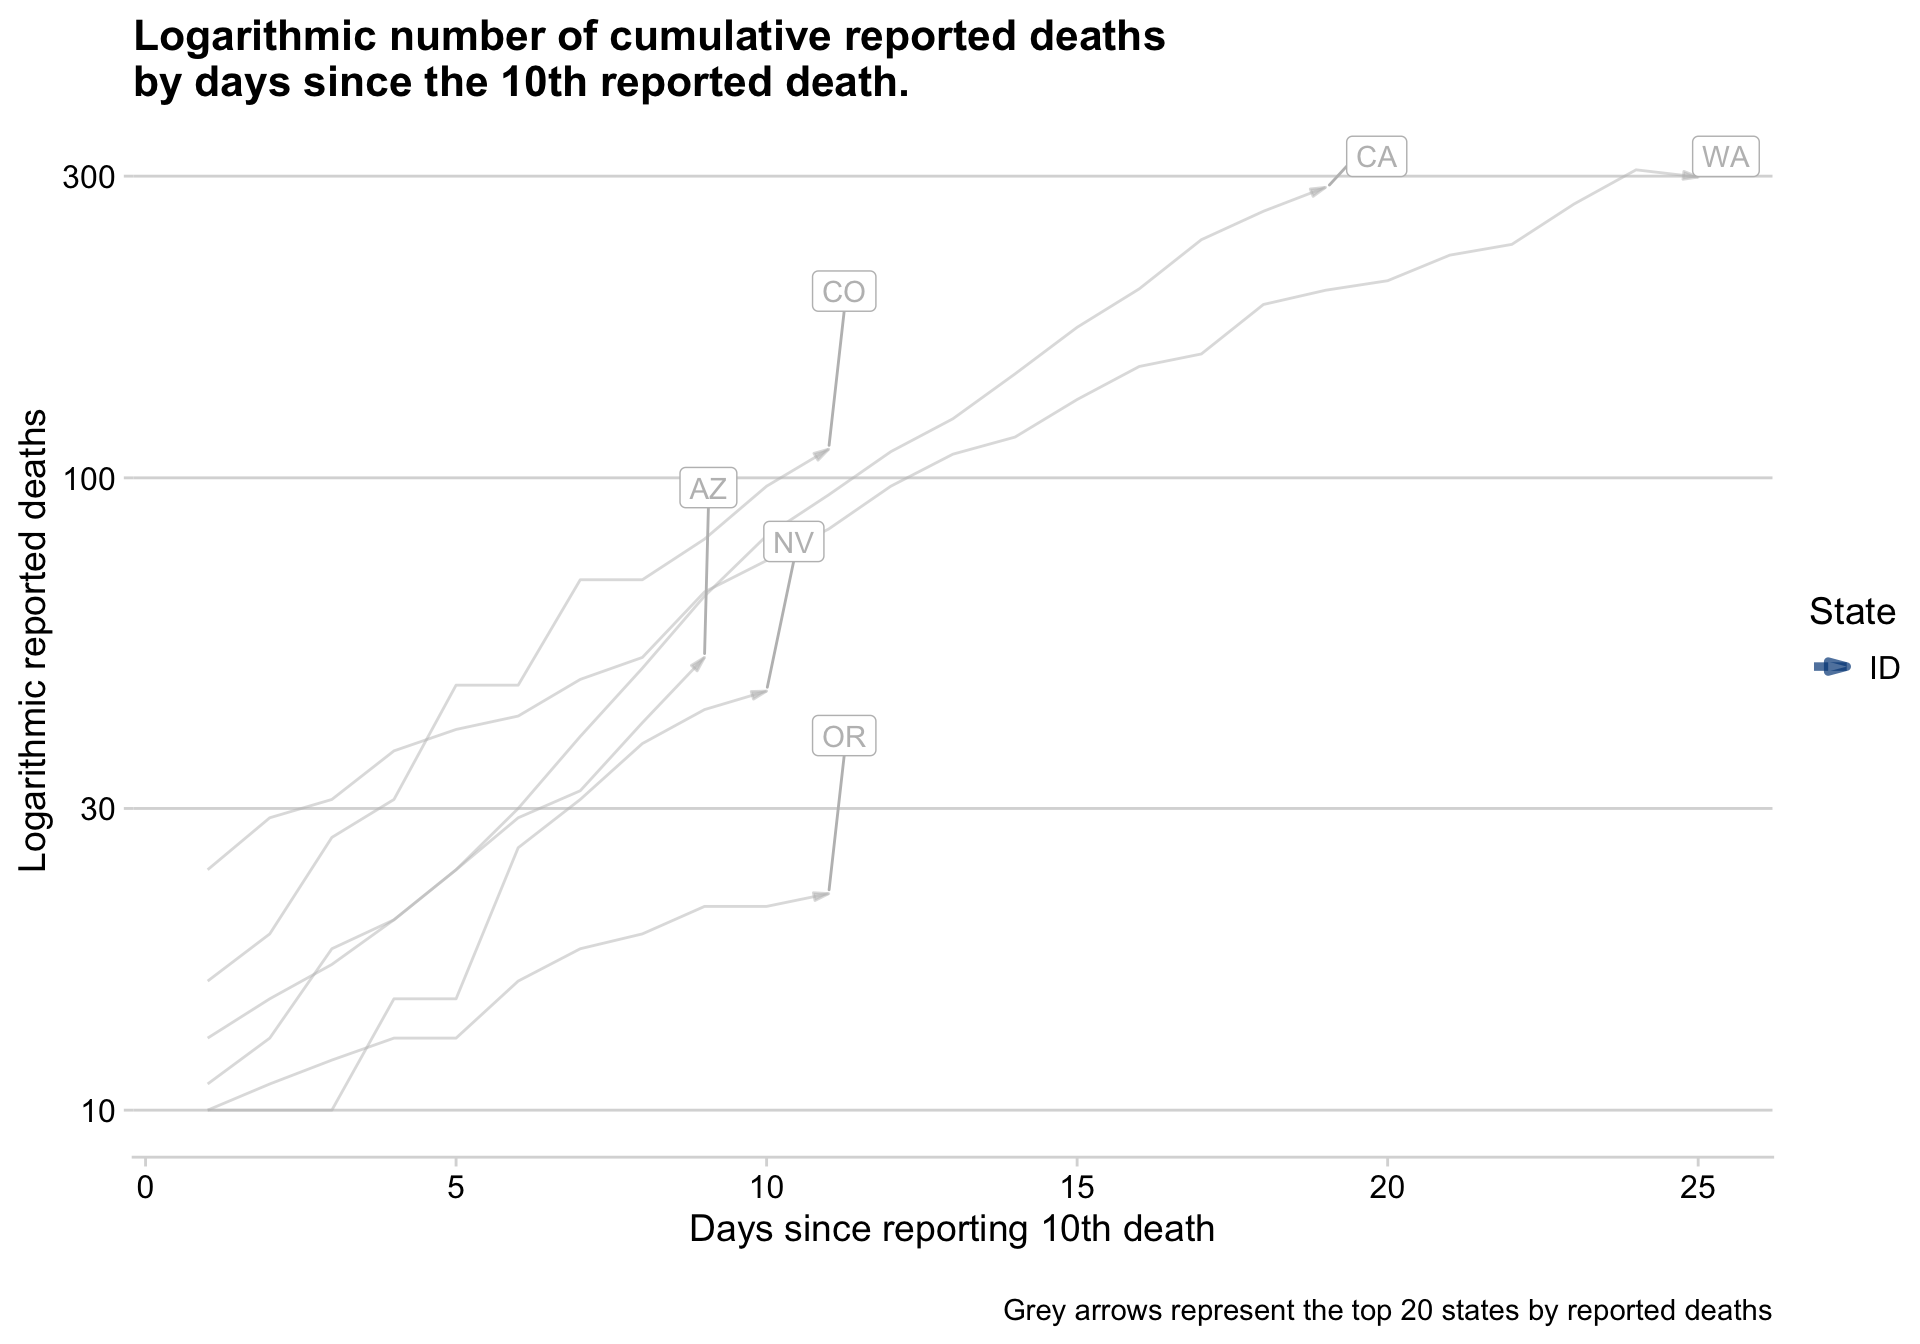 Logarithmic number of cumulative reported deaths
by days since the 10th reported death.
Logarithmic reported deaths
300
100
30
10
CA
WA
CO
AZ
NV
OR
State
ID
0
5
10
15
20
25
Days since reporting 10th death
Grey arrows represent the top 20 states by reported deaths